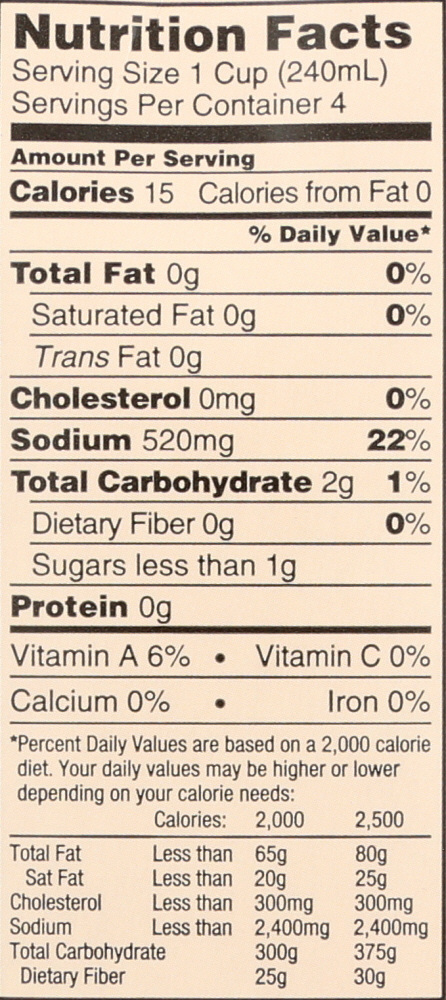 Nutrition Facts
Serving Size 1 Cup (240mL)
Servings Per Container 4
Amount Per Serving
Calories 15 Calories from Fat 0
% Daily Value*
Total Fat 0g 0%
Saturated Fat 0g 0%
Trans Fat 0g
Cholesterol 0mg 0%
Sodium 520mg 22%
Total Carbohydrate 2g 1%
Dietary Fiber 0g 0%
Sugars less than 1g
Protein 0g
Vitamin A 6% • Vitamin C 0%
Calcium 0% • Iron 0%
*Percent Daily Values are based on a 2,000 calorie
diet. Your daily values may be higher or lower
depending on your calorie needs:
Calories: 2,000 2,500
Total Fat Less than 65g 80g
Sat Fat Less than 20g 25g
Cholesterol Less than 300mg 300mg
Sodium Less than 2,400mg 2,400mg
Total Carbohydrate 300g 375g
Dietary Fiber 25g 30g